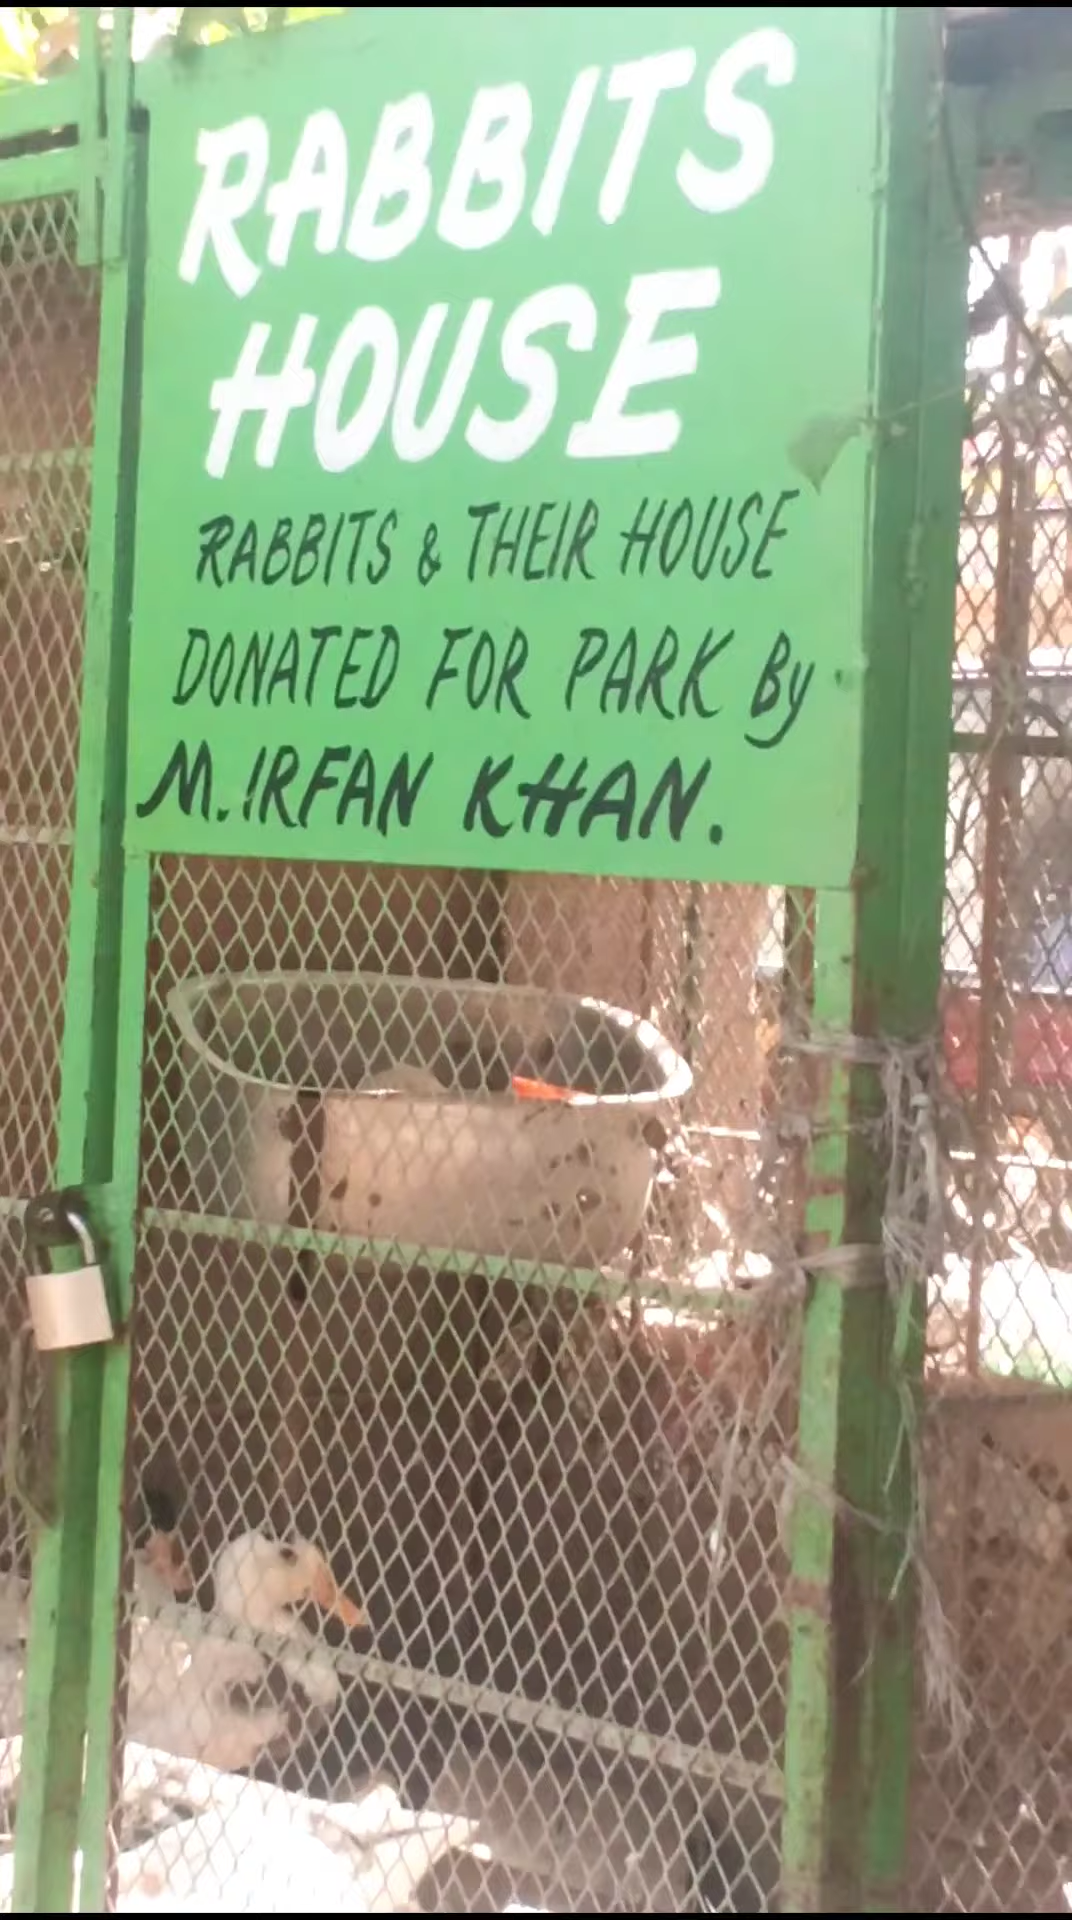 RABBITS
HOUSE
RABBITS & THEIR HOUSE
DONATED FOR PARK By
M. IRFAN KHAN.